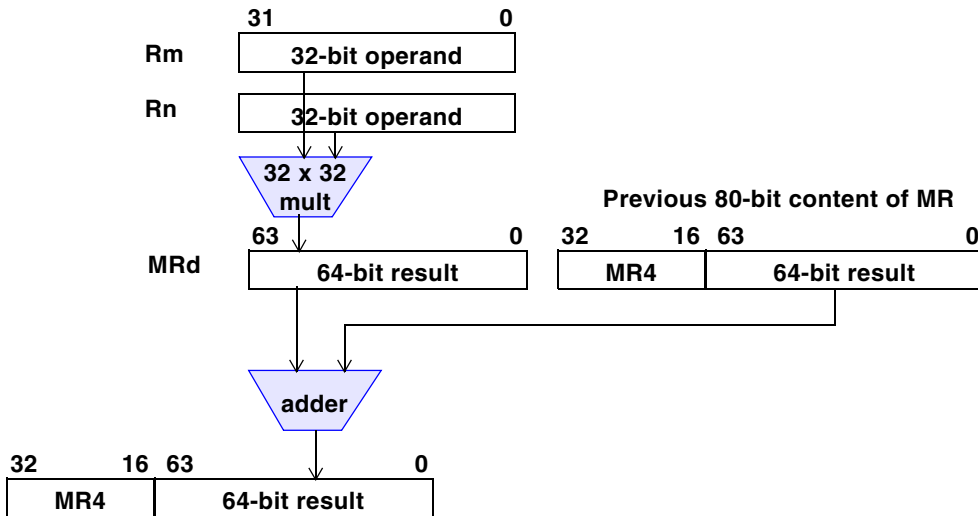 31 0
Rm 32-bit operand
Rn 32-bit operand
32 x 32
mult
Previous 80-bit content of MR
63 0 32 16 63 0
MRd 64-bit result MR4 64-bit result
adder
32 16 63 0
MR4 64-bit result